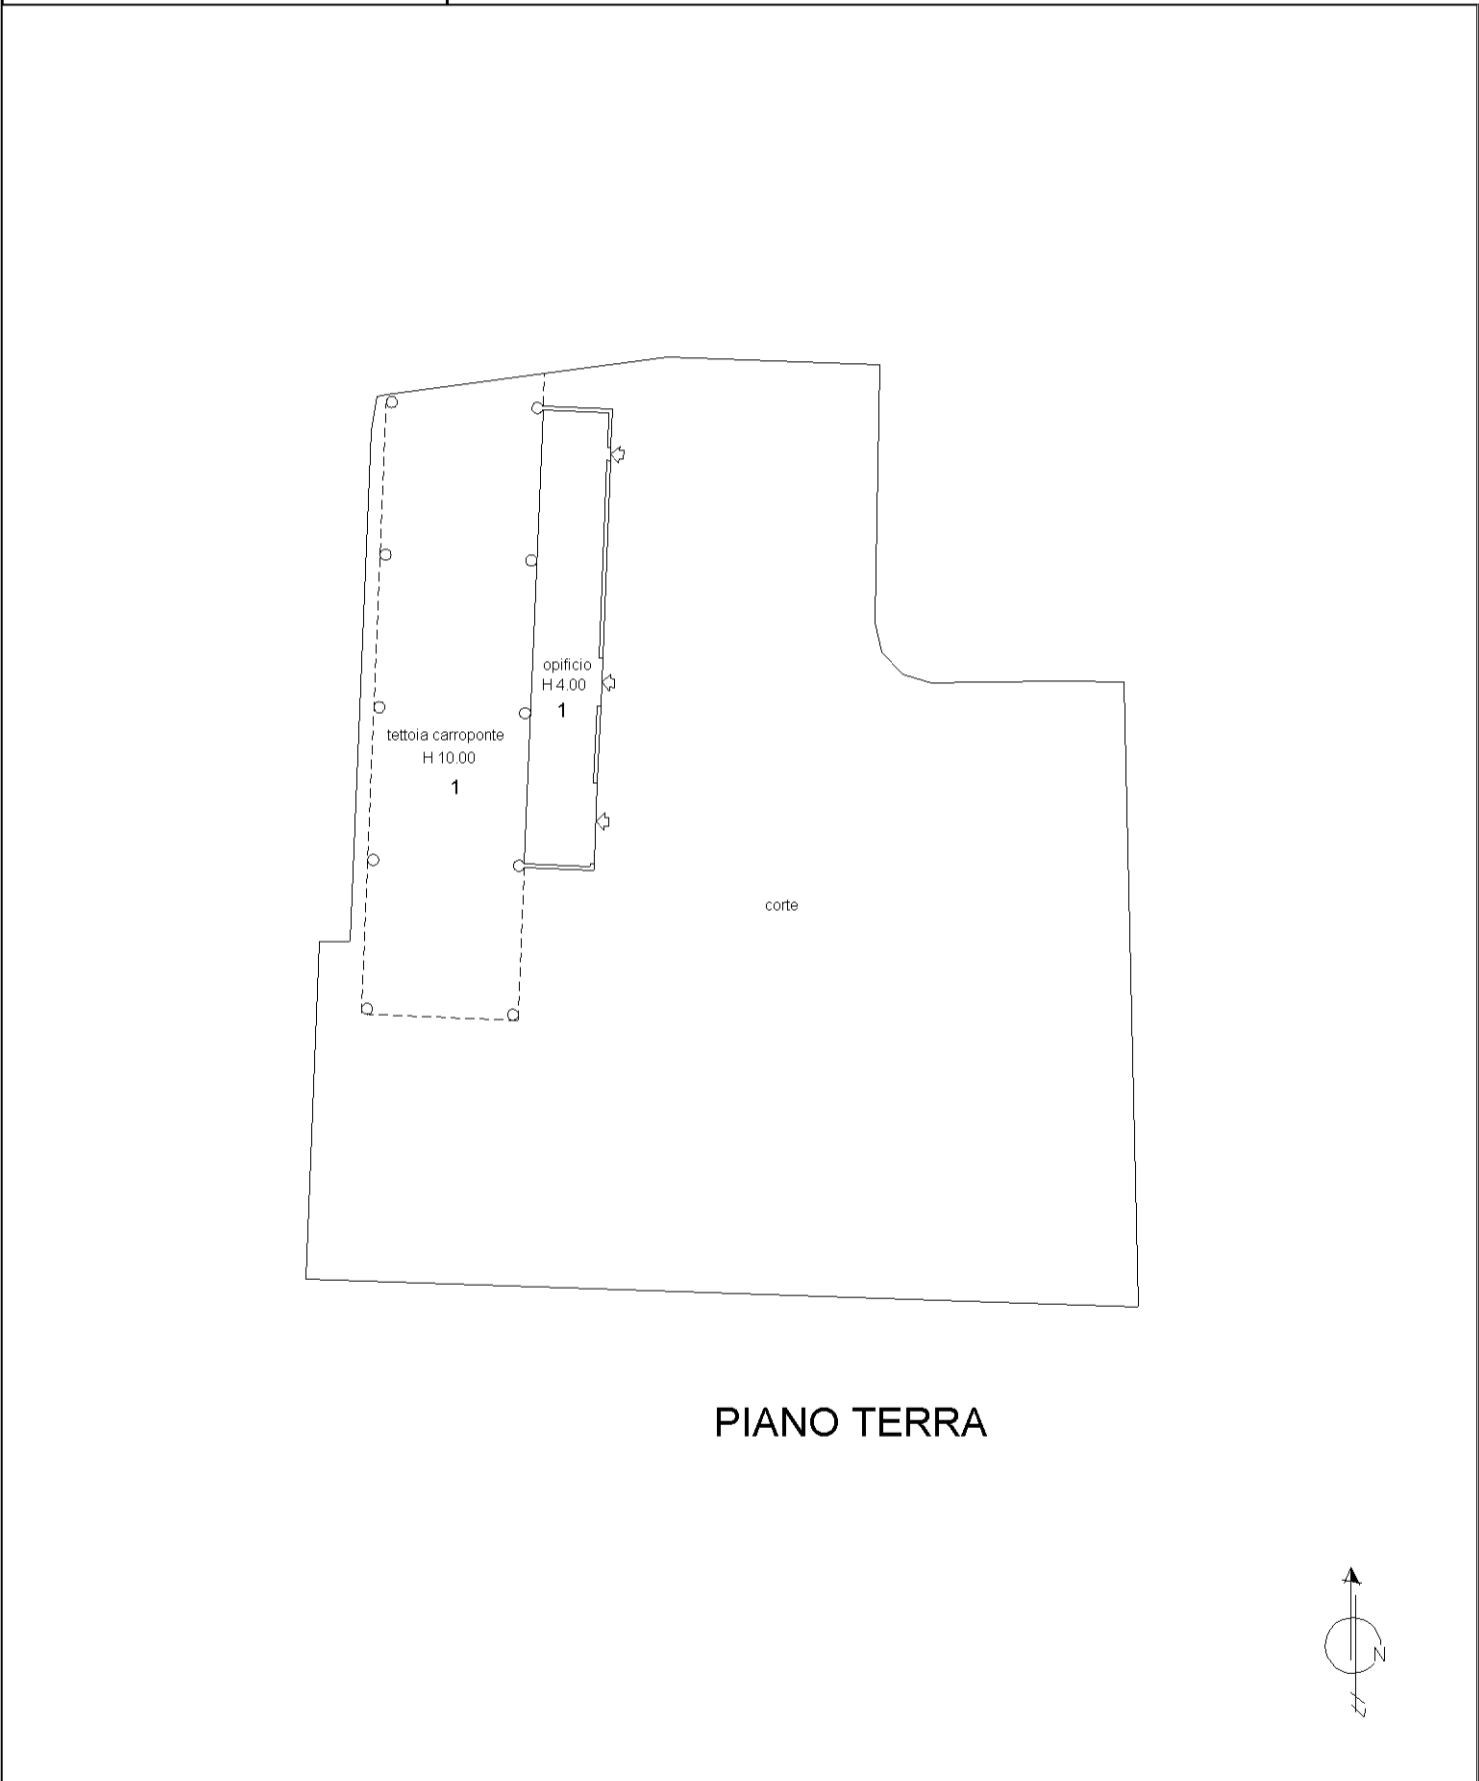 opificio
H 4.00
1
tettoia carroponte
H 10.00
1
corte
PIANO TERRA
N